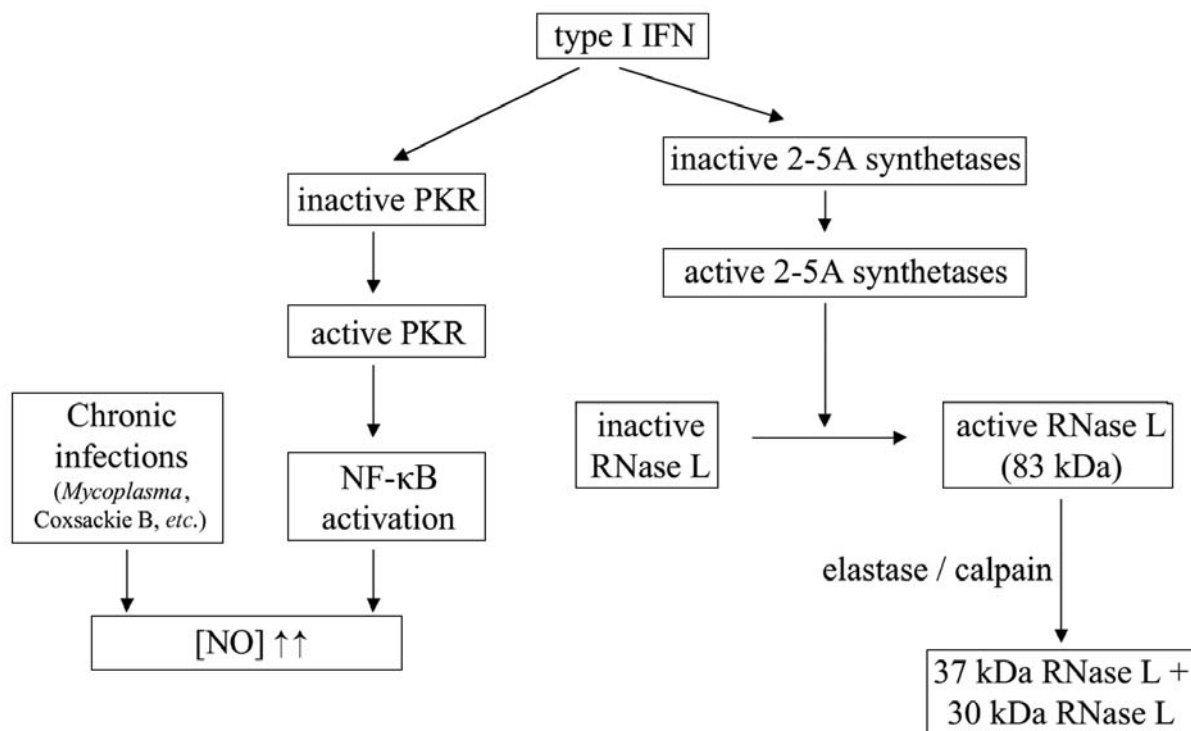 type I IFN
inactive 2-5A synthetases
inactive PKR
active 2-5A synthetases
active PKR
Chronic
infections
(Mycoplasma,
Coxsackie B, etc.)
NF-κB
activation
inactive
RNase L
active RNase L
(83 kDa)
elastase / calpain
[NO] ↑↑
37 kDa RNase L +
30 kDa RNase L